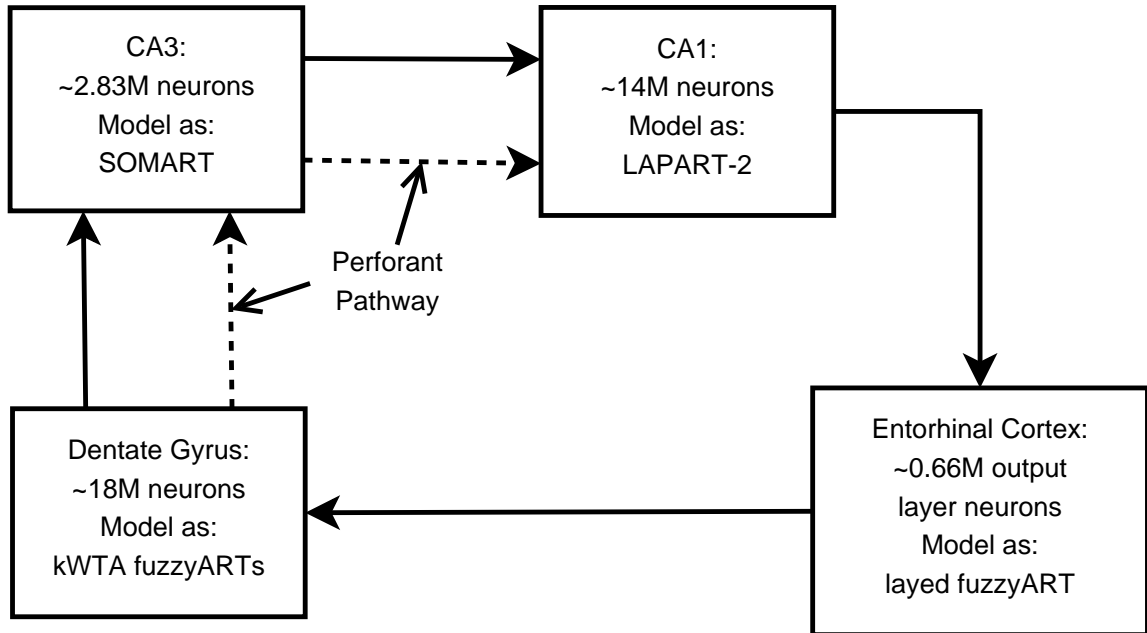 CA3:
~2.83M neurons
Model as:
SOMART
CA1:
~14M neurons
Model as:
LAPART-2
Perforant
Pathway
Dentate Gyrus:
~18M neurons
Model as:
kWTA fuzzyARTs
Entorhinal Cortex:
~0.66M output
layer neurons
Model as:
layed fuzzyART